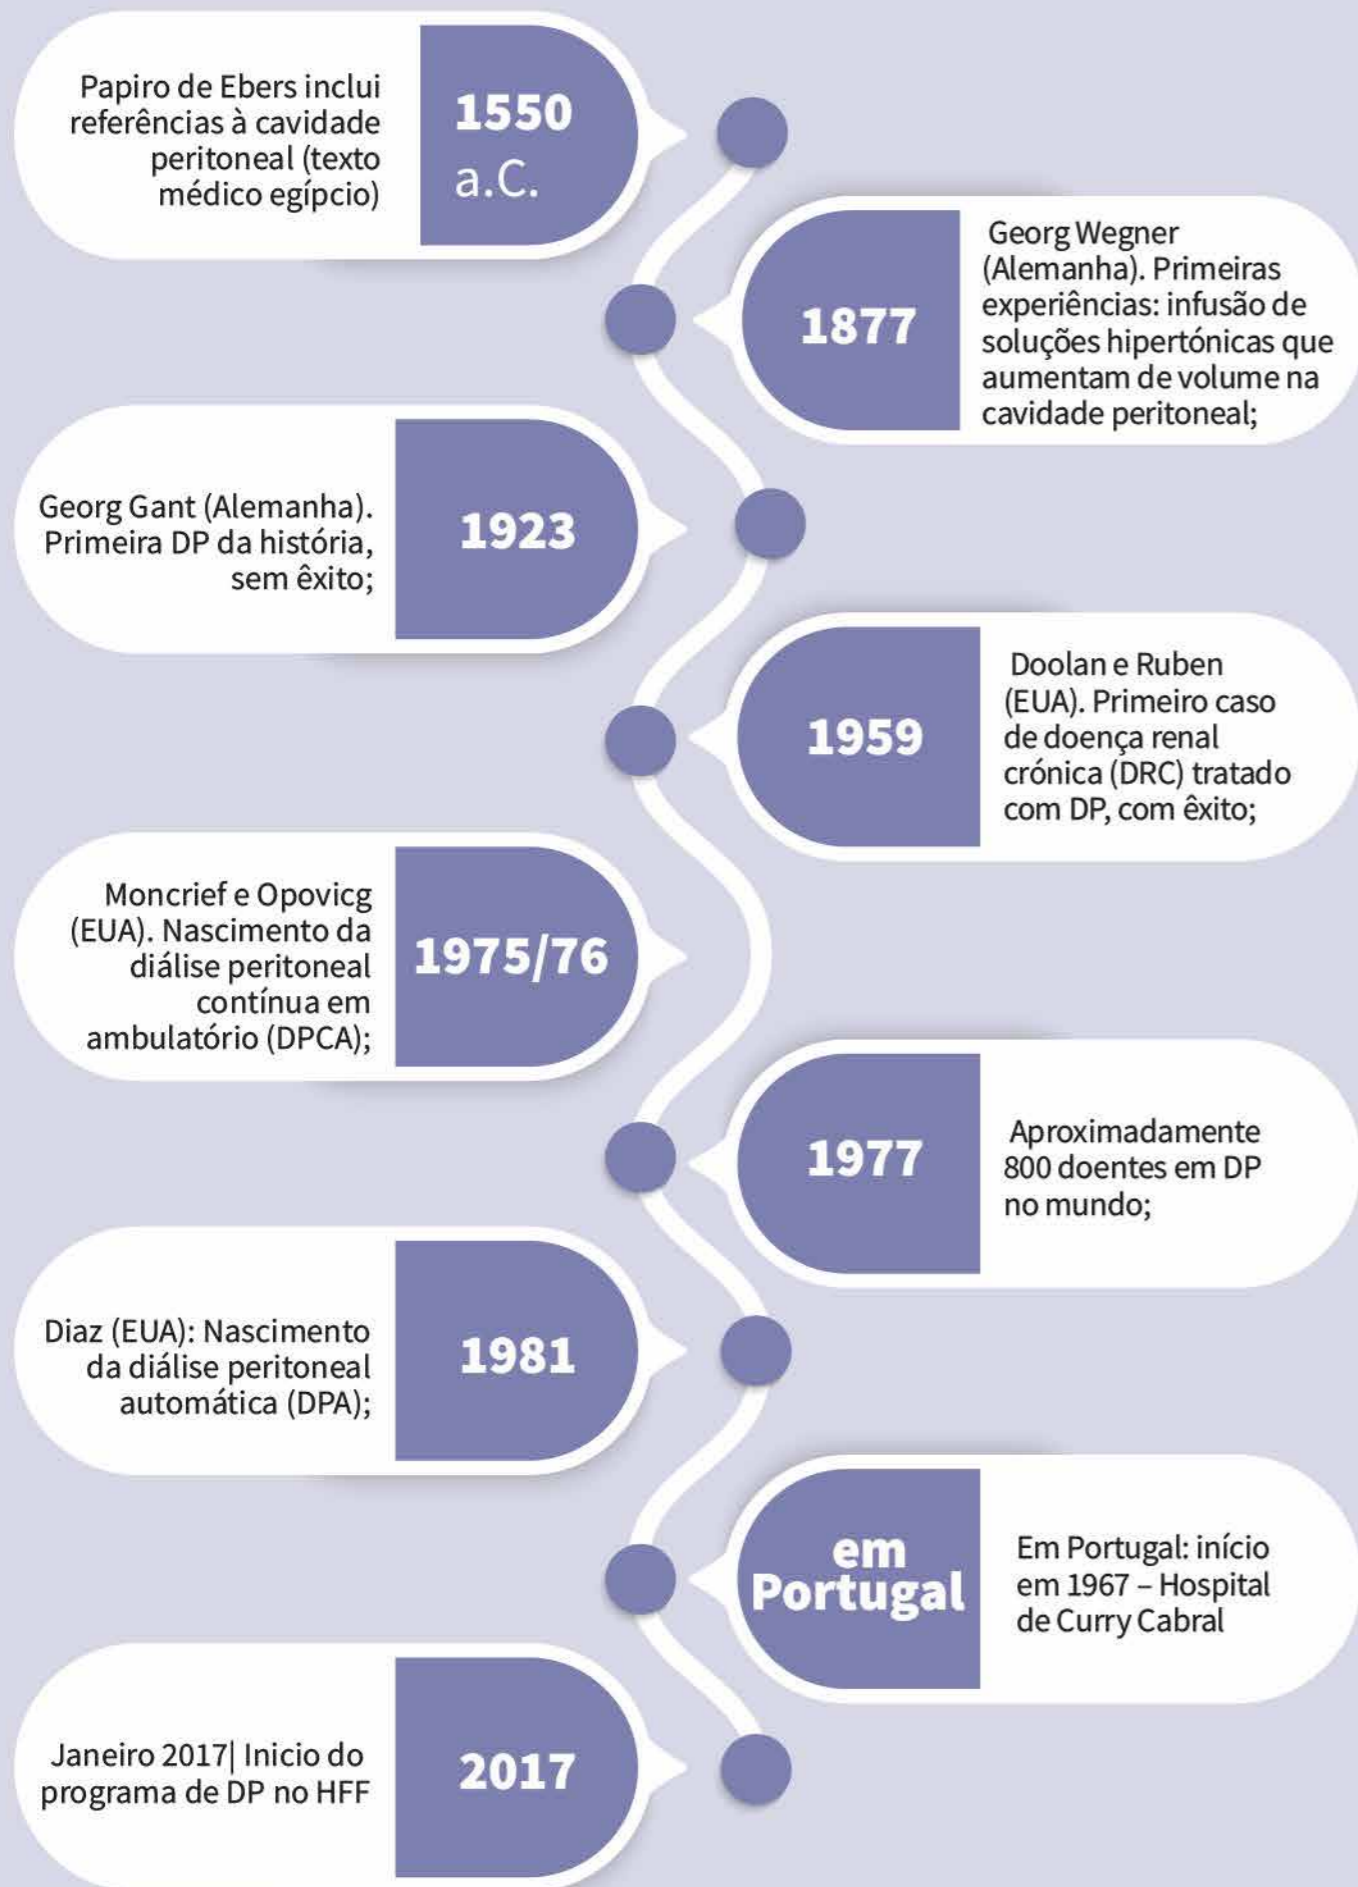 Papiro de Ebers inclui
referências à cavidade
peritoneal (texto
médico egípcio)
1550
a.C.
1877
Georg Wegner
(Alemanha). Primeiras
experiências: infusão de
soluções hipertónicas que
aumentam de volume na
cavidade peritoneal;
Georg Gant (Alemanha).
Primeira DP da história,
sem êxito;
1923
1959
Doolan e Ruben
(EUA). Primeiro caso
de doença renal
crónica (DRC) tratado
com DP, com êxito;
Moncrief e Opovicg
(EUA). Nascimento da
diálise peritoneal
contínua em
ambulatório (DPCA);
1975/76
1977
Aproximadamente
800 doentes em DP
no mundo;
Diaz (EUA): Nascimento
da diálise peritoneal
automática (DPA);
1981
em
Portugal
Em Portugal: início
em 1967 – Hospital
de Curry Cabral
Janeiro 2017| Inicio do
programa de DP no HFF
2017